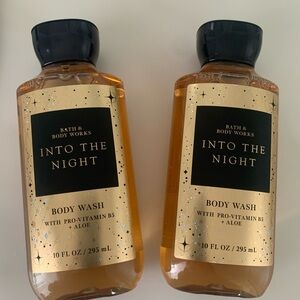 BATH &
BODY WORKS
INTO THE
NIGHT
BODY WASH
WITH PRO-VITAMIN B5
+ ALOE
10 FL OZ / 295 mL
BATH &
BODY WORKS
INTO THE
NIGHT
BODY WASH
WITH PRO-VITAMIN B5
+ ALOE
10 FL OZ / 295 mL